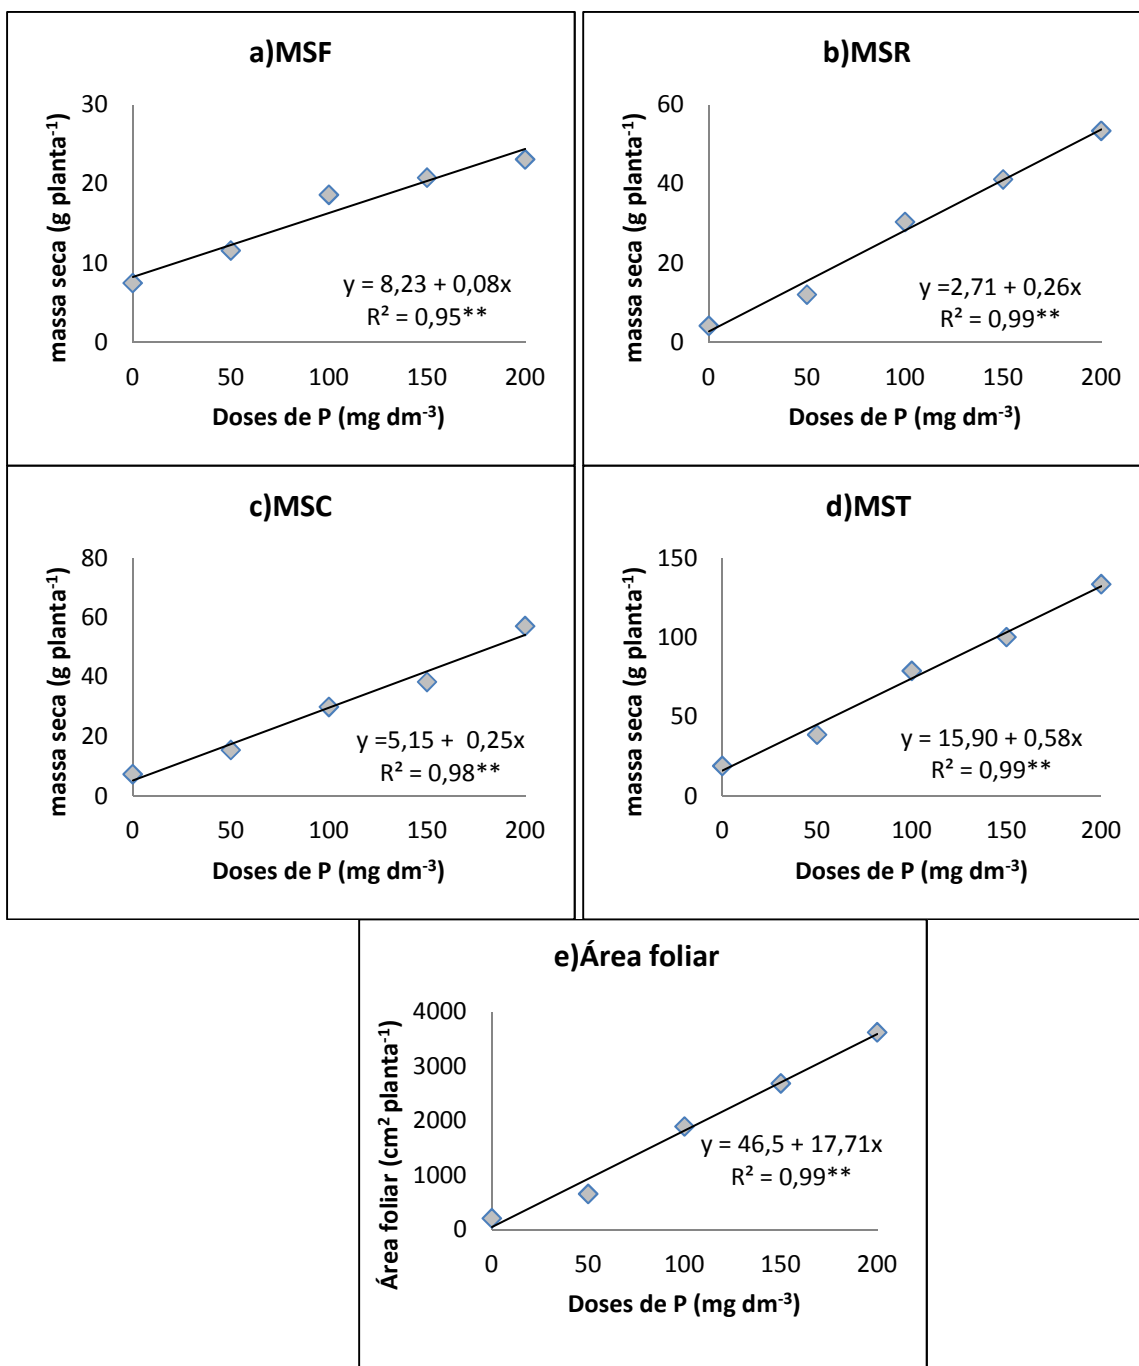 a)MSF
massa seca (g planta⁻¹)
30
20
10
0
y = 8,23 + 0,08x
R² = 0,95**
0 50 100 150 200
Doses de P (mg dm⁻³)
b)MSR
massa seca (g planta⁻¹)
60
40
20
0
y =2,71 + 0,26x
R² = 0,99**
0 50 100 150 200
Doses de P (mg dm⁻³)
c)MSC
massa seca (g planta⁻¹)
80
60
40
20
0
y =5,15 +  0,25x
R² = 0,98**
0 50 100 150 200
Doses de P (mg dm⁻³)
d)MST
massa seca (g planta⁻¹)
150
100
50
0
y = 15,90 + 0,58x
R² = 0,99**
0 50 100 150 200
Doses de P (mg dm⁻³)
e)Área foliar
Área foliar (cm² planta⁻¹)
4000
3000
2000
1000
0
y = 46,5 + 17,71x
R² = 0,99**
0 50 100 150 200
Doses de P (mg dm⁻³)